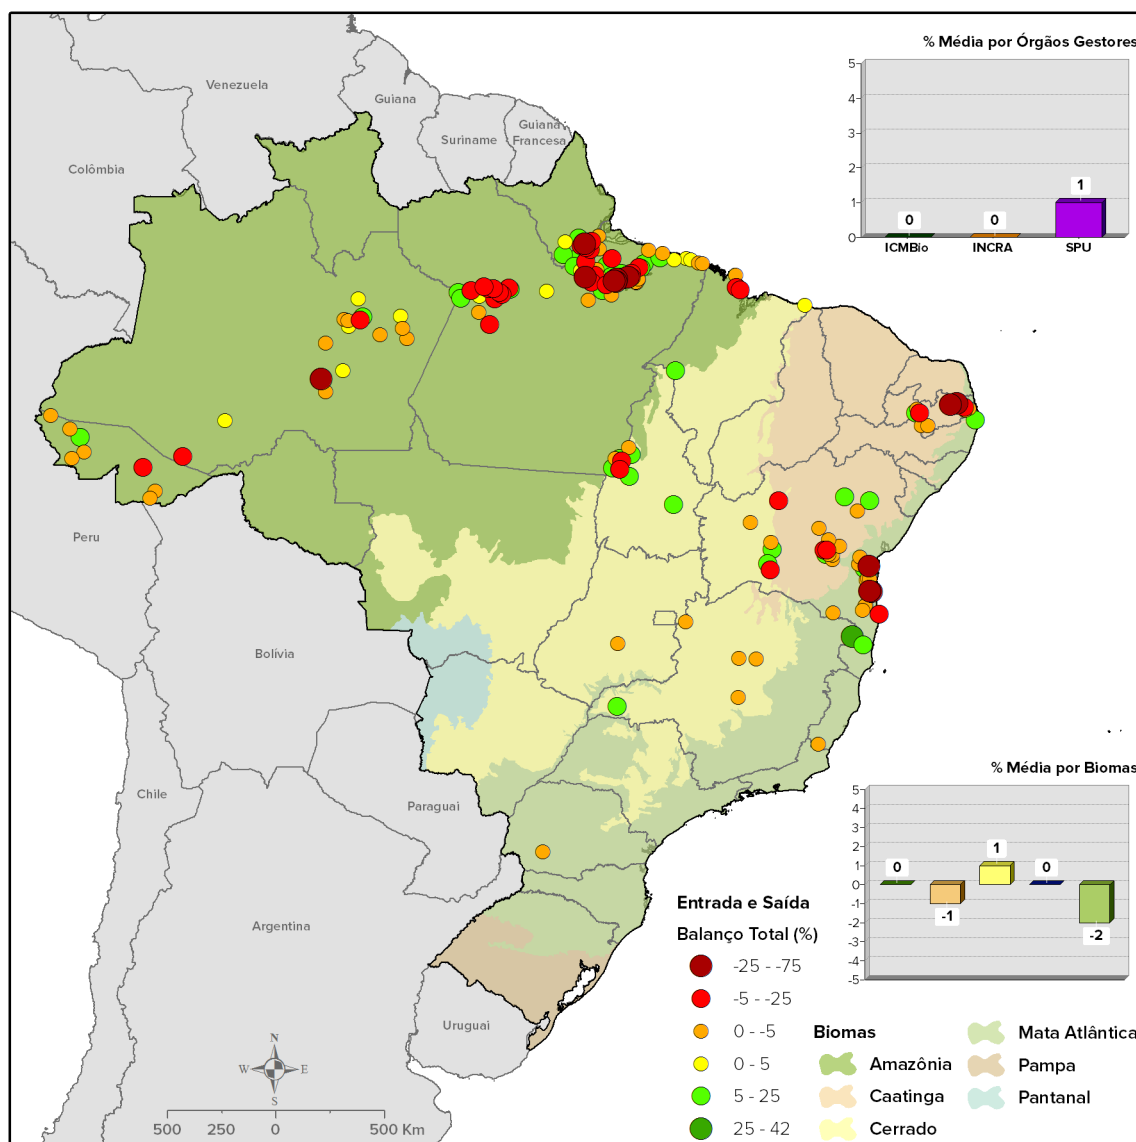 % Média por Órgãos Gestores
5
4
3
2
1
0
0
0
1
ICMBio
INCRA
SPU
Venezuela
Guiana
Suriname
Guiana
Francesa
Colômbia
Peru
Bolívia
Chile
Paraguai
Argentina
Uruguai
% Média por Biomas
5
4
3
2
1
0
-1
-2
-3
-4
-5
0
-1
1
0
-2
Entrada e Saída
Balanço Total (%)
-25 - -75
-5 - -25
0 - -5
0 - 5
5 - 25
25 - 42
Biomas
Amazônia
Caatinga
Cerrado
Mata Atlântica
Pampa
Pantanal
N
W
E
S
500 250 0 500 Km